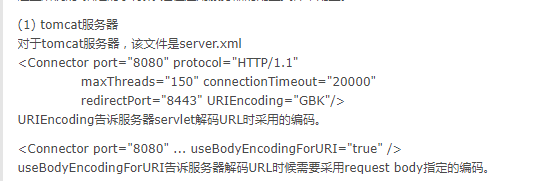 (1) tomcat服务器
对于tomcat服务器，该文件是server.xml
<Connector port="8080" protocol="HTTP/1.1"
maxThreads="150" connectionTimeout="20000"
redirectPort="8443" URIEncoding="GBK"/>
URIEncoding告诉服务器servlet解码URL时采用的编码。
<Connector port="8080" ... useBodyEncodingForURI="true" />
useBodyEncodingForURI告诉服务器解码URL时候需要采用request body指定的编码。